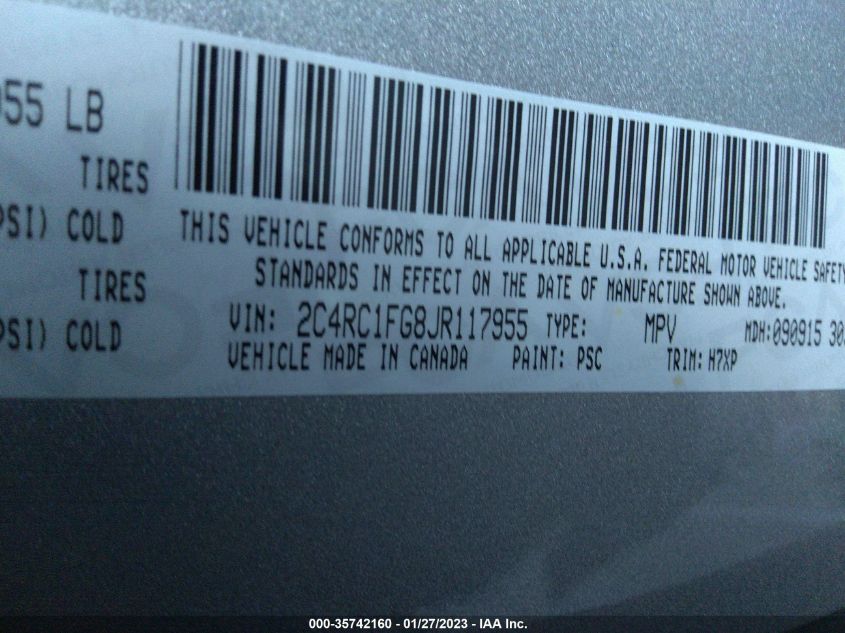 055 LB
TIRES
PSI) COLD
TIRES
PSI) COLD
THIS VEHICLE CONFORMS TO ALL APPLICABLE U.S.A. FEDERAL MOTOR VEHICLE SAFETY
STANDARDS IN EFFECT ON THE DATE OF MANUFACTURE SHOWN ABOVE.
VIN: 2C4RC1FG8JR117955 TYPE: MPV MDH:090915 30
VEHICLE MADE IN CANADA PAINT: PSC TRIM: H7XP
000-35742160 - 01/27/2023 - IAA Inc.